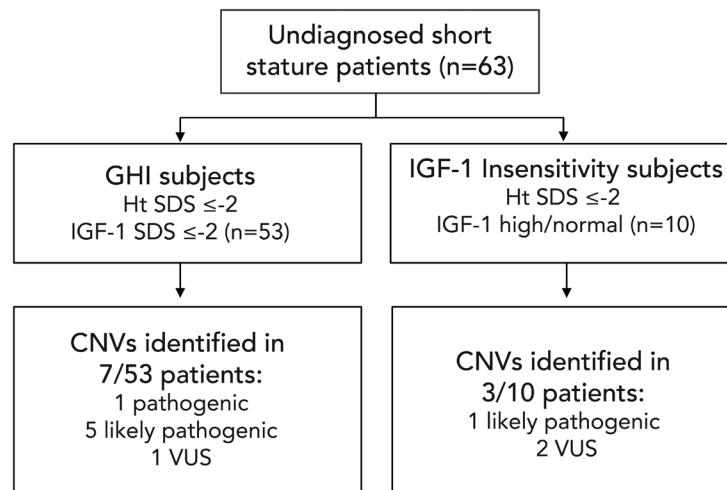 Undiagnosed short
stature patients (n=63)
GHI subjects
Ht SDS ≤-2
IGF-1 SDS ≤-2 (n=53)
IGF-1 Insensitivity subjects
Ht SDS ≤-2
IGF-1 high/normal (n=10)
CNVs identified in
7/53 patients:
1 pathogenic
5 likely pathogenic
1 VUS
CNVs identified in
3/10 patients:
1 likely pathogenic
2 VUS